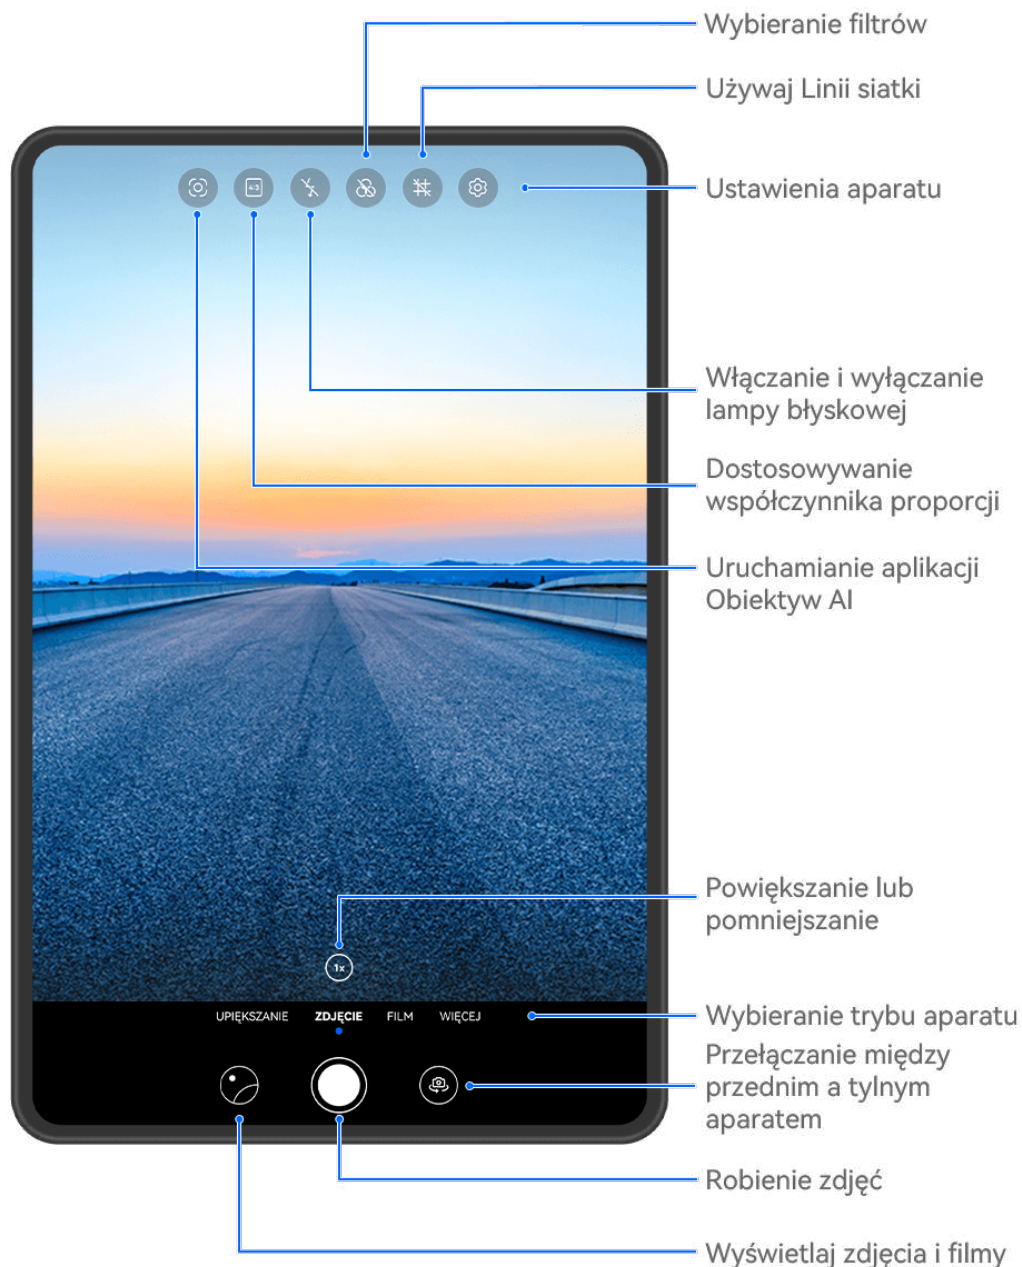 Wybieranie filtrów
Używaj Linii siatki
4:3
Ustawienia aparatu
Włączanie i wyłączanie
lampy błyskowej
Dostosowywanie
współczynnika proporcji
Uruchamianie aplikacji
Obiektyw AI
Powiększanie lub
pomniejszanie
1x
UPIĘKSZANIE ZDJĘCIE FILM WIĘCEJ
Wybieranie trybu aparatu
Przełączanie między
przednim a tylnym
aparatem
Robienie zdjęć
Wyświetlaj zdjęcia i filmy